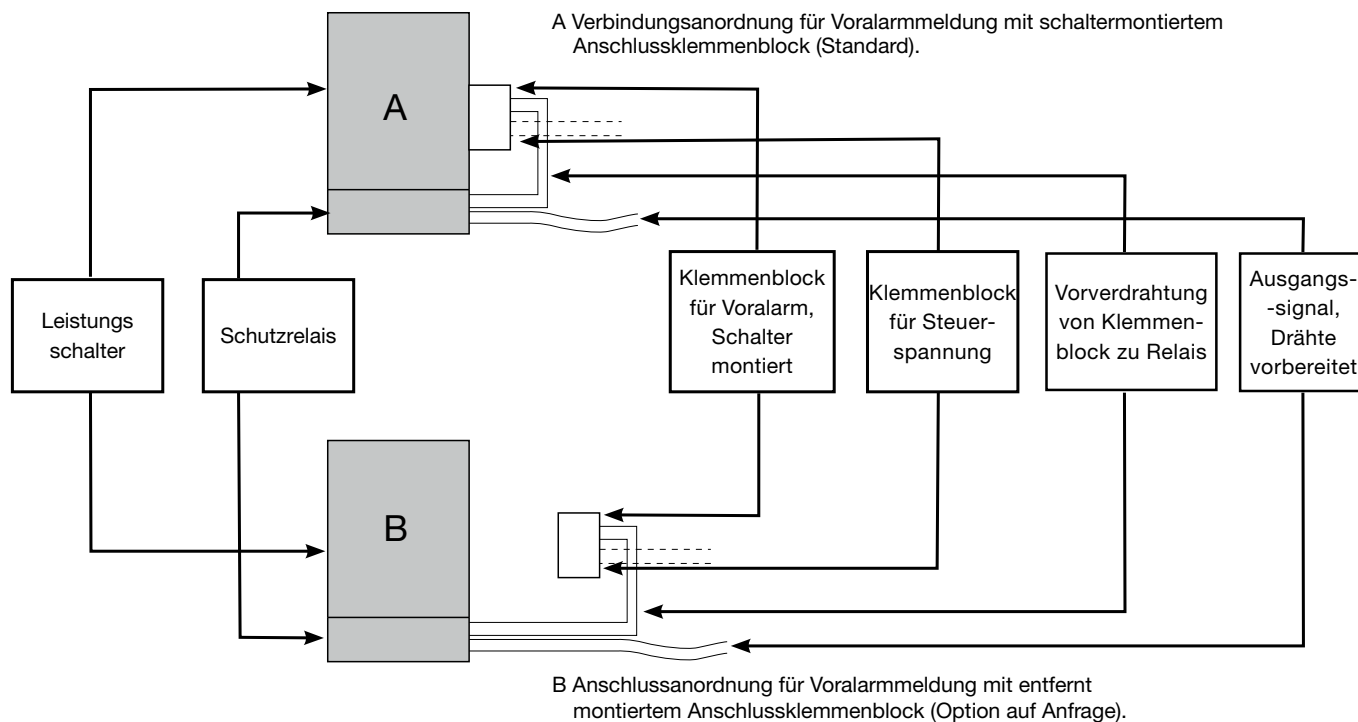 A Verbindungsanordnung für Voralarmmeldung mit schaltermontiertem
Anschlussklemmenblock (Standard).
A
Leistungs
schalter
Schutzrelais
Klemmenblock
für Voralarm,
Schalter
montiert
Klemmenblock
für Steuer-
spannung
Vorverdrahtung
von Klemmen-
block zu Relais
Ausgangs-
-signal,
Drähte
vorbereitet
B
B Anschlussanordnung für Voralarmmeldung mit entfernt
montiertem Anschlussklemmenblock (Option auf Anfrage).